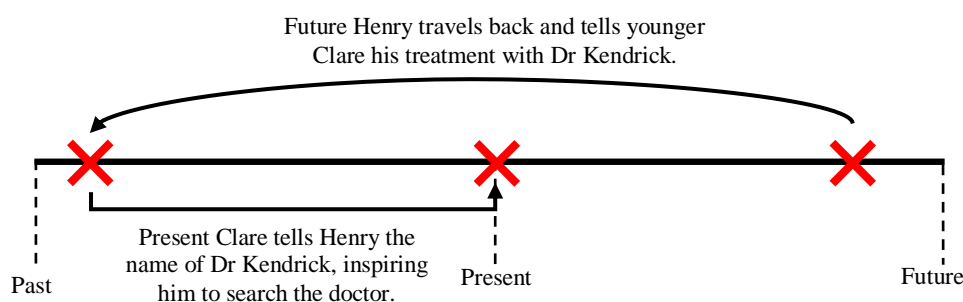 Future Henry travels back and tells younger
Clare his treatment with Dr Kendrick.
Present Clare tells Henry the
name of Dr Kendrick, inspiring
him to search the doctor.
Past
Present
Future